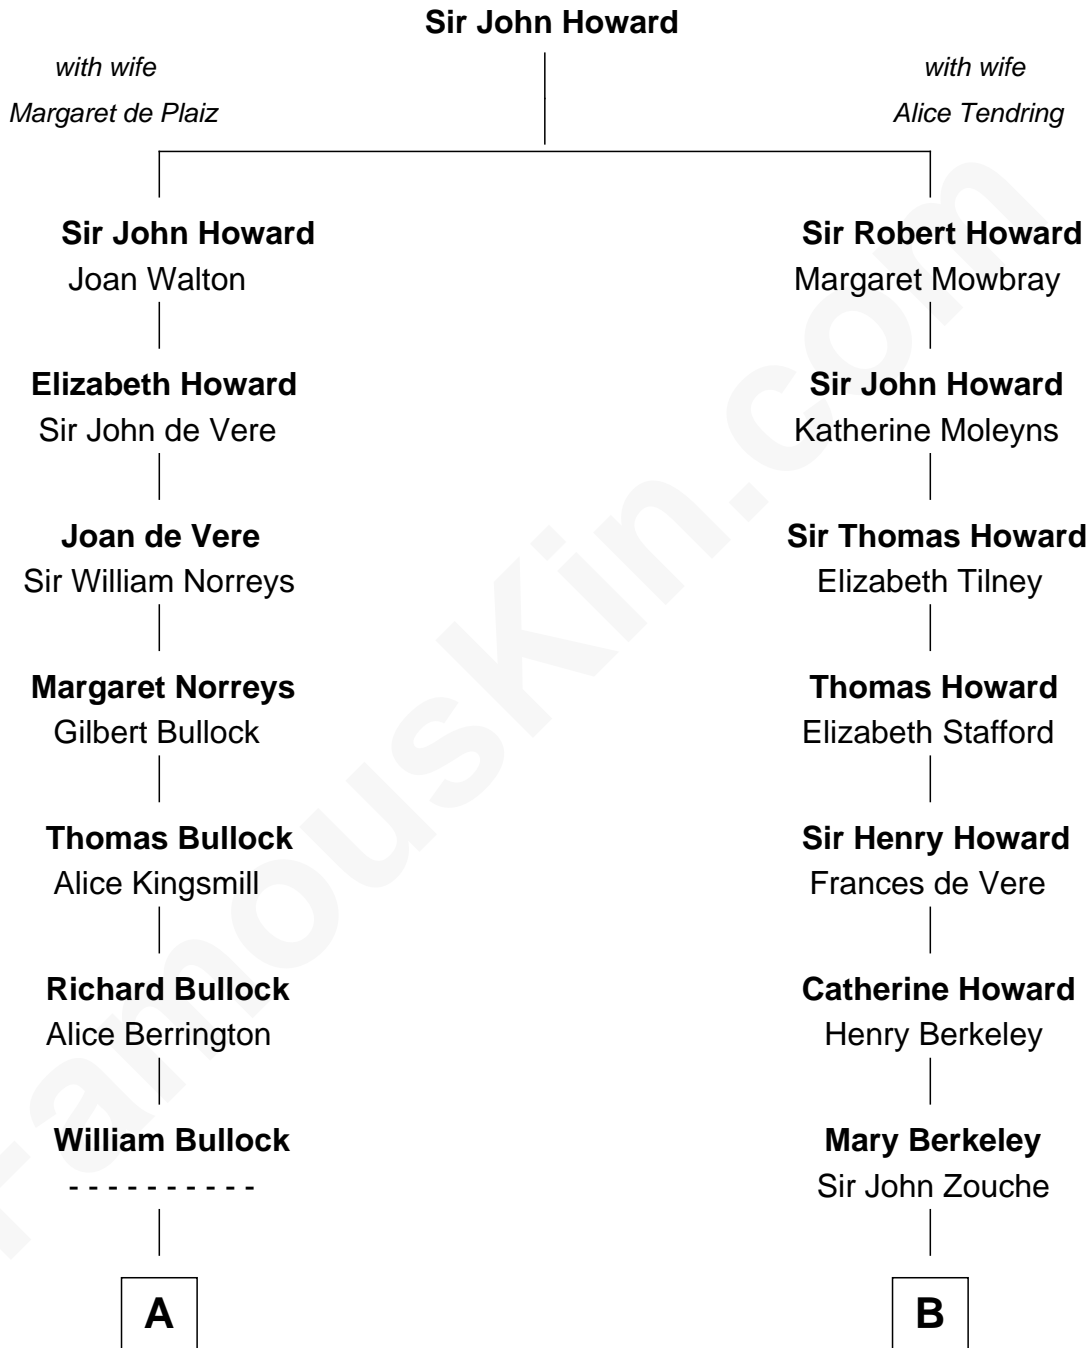 Sir John Howard
with wife
Margaret de Plaiz
with wife
Alice Tendring
Sir John Howard
Joan Walton
Sir Robert Howard
Margaret Mowbray
Elizabeth Howard
Sir John de Vere
Sir John Howard
Katherine Moleyns
Joan de Vere
Sir William Norreys
Sir Thomas Howard
Elizabeth Tilney
Margaret Norreys
Gilbert Bullock
Thomas Howard
Elizabeth Stafford
Thomas Bullock
Alice Kingsmill
Sir Henry Howard
Frances de Vere
Richard Bullock
Alice Berrington
Catherine Howard
Henry Berkeley
William Bullock
- - - - - - - - - -
Mary Berkeley
Sir John Zouche
A
B
FamousKin.com